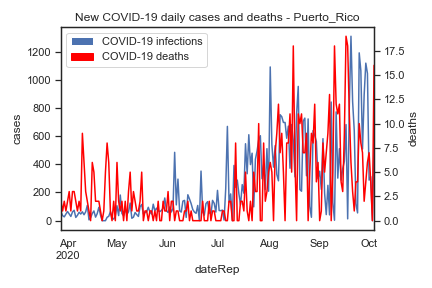 New COVID-19 daily cases and deaths - Puerto_Rico
COVID-19 infections
COVID-19 deaths
cases
1200
1000
800
600
400
200
0
deaths
17.5
15.0
12.5
10.0
7.5
5.0
2.5
0.0
Apr May Jun Jul Aug Sep Oct
2020
dateRep